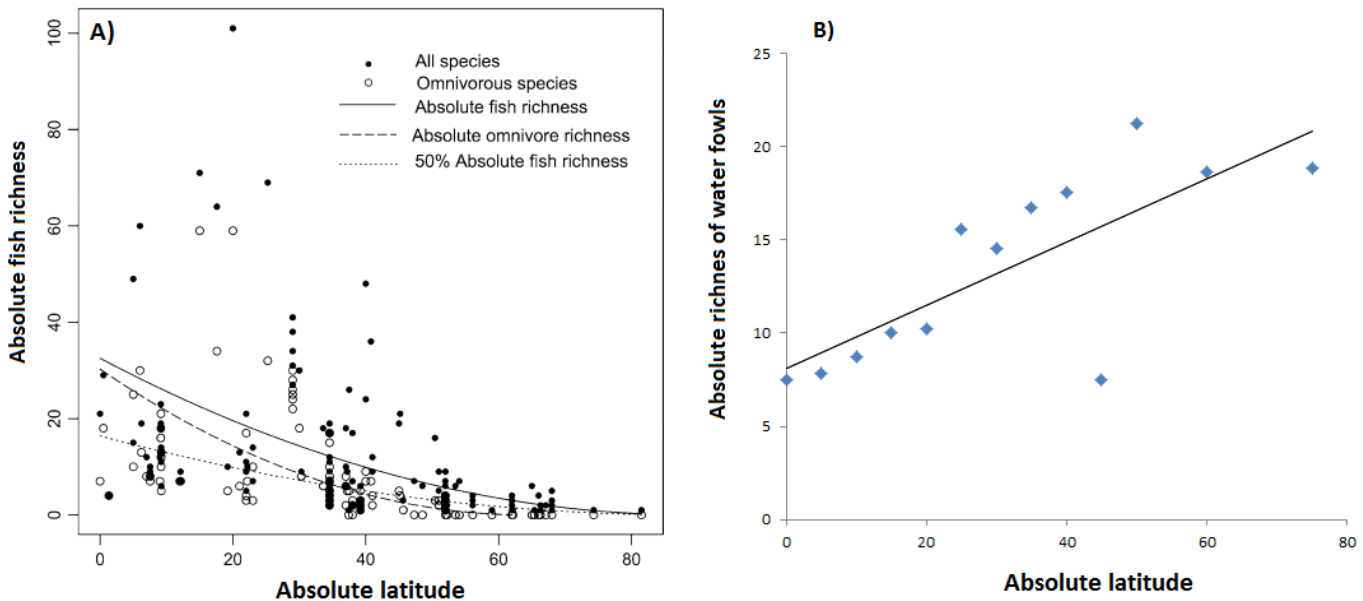 A)
All species
Omnivorous species
Absolute fish richness
Absolute omnivore richness
50% Absolute fish richness
Absolute fish richness
100
80
60
40
20
0
0 20 40 60 80
Absolute latitude
B)
Absolute richnes of water fowls
25
20
15
10
5
0
0 20 40 60 80
Absolute latitude